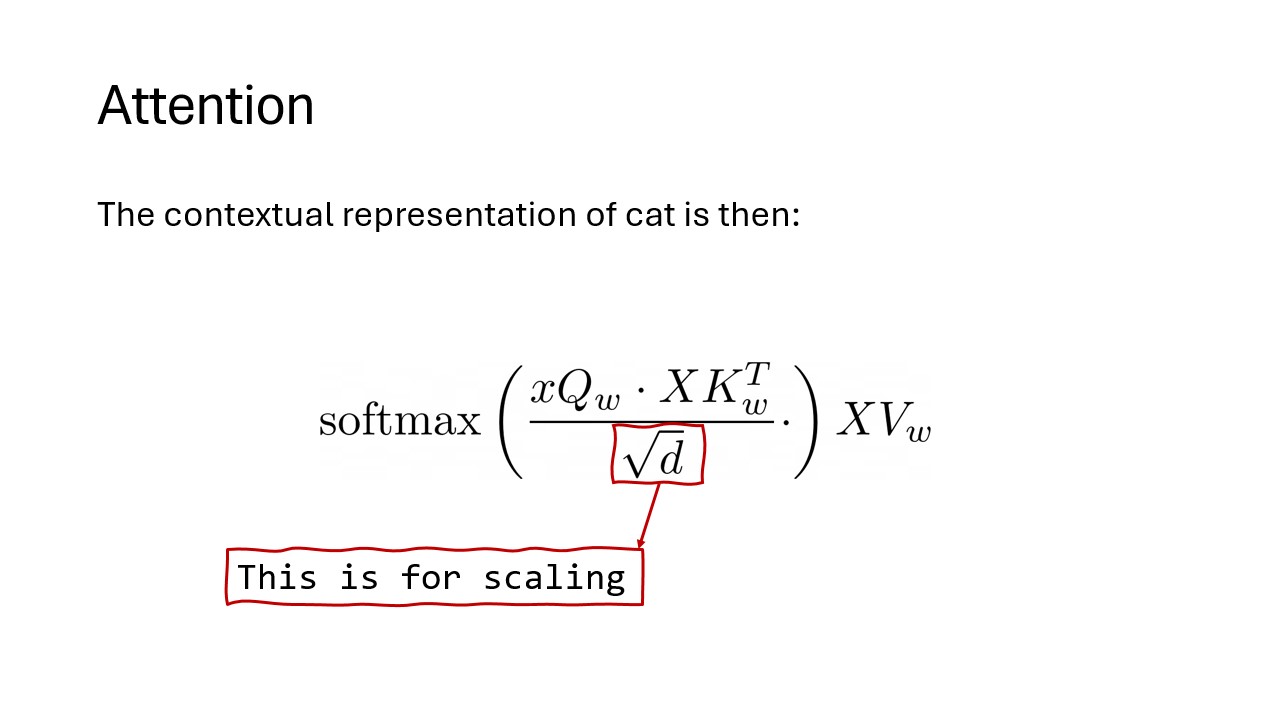 Attention
The contextual representation of cat is then:
softmax \left( \frac{xQ_w \cdot XK_w^T}{\sqrt{d}} \cdot \right) XV_w
This is for scaling